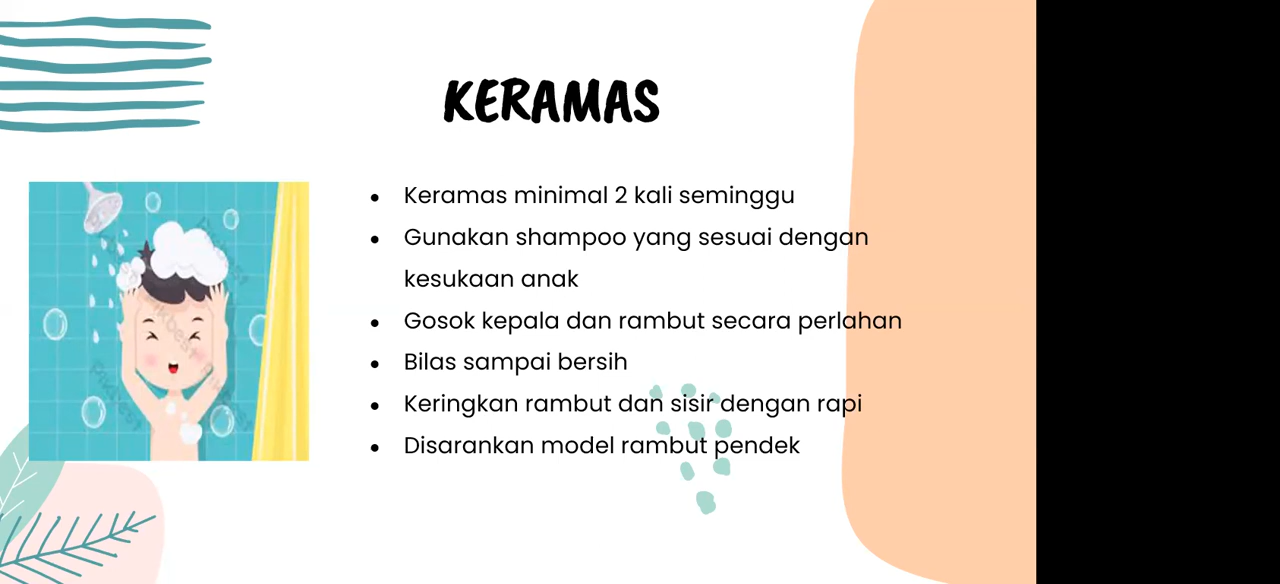 KERAMAS
• Keramas minimal 2 kali seminggu
• Gunakan shampoo yang sesuai dengan
kesukaan anak
• Gosok kepala dan rambut secara perlahan
• Bilas sampai bersih
• Keringkan rambut dan sisir dengan rapi
• Disarankan model rambut pendek